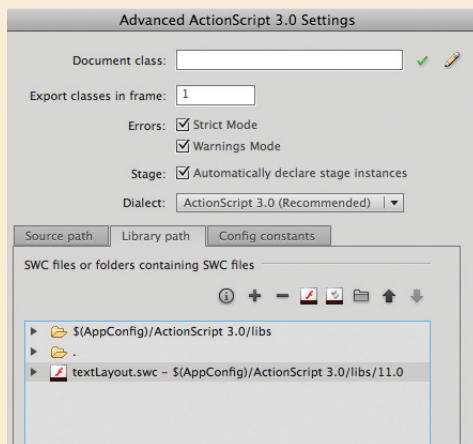 Advanced ActionScript 3.0 Settings
Document class:
Export classes in frame: 1
Errors: Strict Mode
Warnings Mode
Stage: Automatically declare stage instances
Dialect: ActionScript 3.0 (Recommended)
Source path Library path Config constants
SWC files or folders containing SWC files
$(AppConfig)/ActionScript 3.0/libs
.
textLayout.swc – $(AppConfig)/ActionScript 3.0/libs/11.0